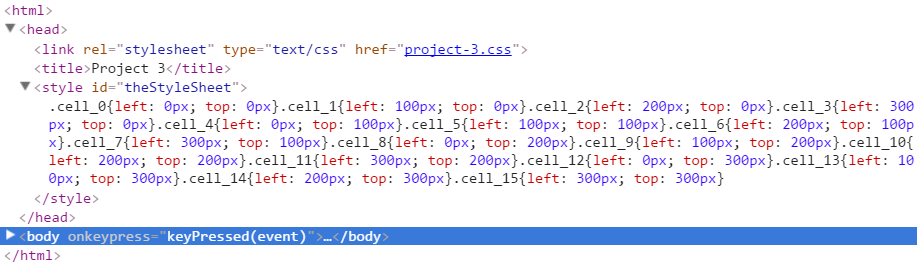 <html>
▼<head>
<link rel="stylesheet" type="text/css" href="project-3.css">
<title>Project 3</title>
▼<style id="theStyleSheet">
.cell_0{left: 0px; top: 0px}.cell_1{left: 100px; top: 0px}.cell_2{left: 200px; top: 0px}.cell_3{left: 300
px; top: 0px}.cell_4{left: 0px; top: 100px}.cell_5{left: 100px; top: 100px}.cell_6{left: 200px; top: 100p
x}.cell_7{left: 300px; top: 100px}.cell_8{left: 0px; top: 200px}.cell_9{left: 100px; top: 200px}.cell_10{
left: 200px; top: 200px}.cell_11{left: 300px; top: 200px}.cell_12{left: 0px; top: 300px}.cell_13{left: 10
0px; top: 300px}.cell_14{left: 200px; top: 300px}.cell_15{left: 300px; top: 300px}
</style>
</head>
▶<body onkeypress="keyPressed(event)">…</body>
</html>